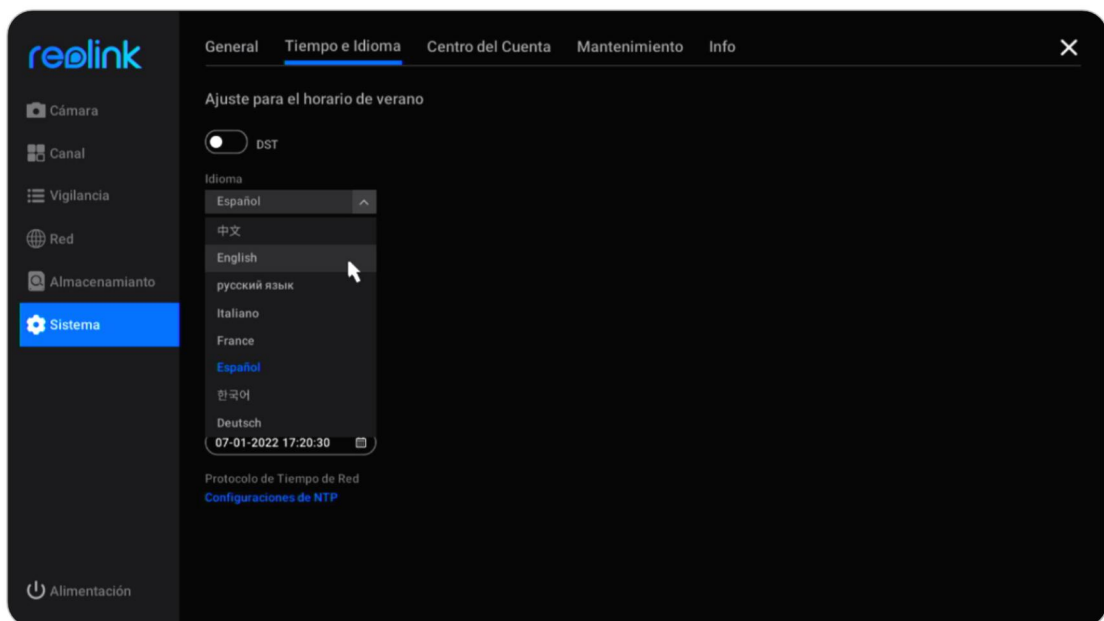 reolink
General Tiempo e Idioma Centro del Cuenta Mantenimiento Info
Cámara
Canal
Vigilancia
Red
Almacenamianto
Sistema
Alimentación
Ajuste para el horario de verano
DST
Idioma
Español
中文
English
русский язык
Italiano
France
Español
한국어
Deutsch
07-01-2022 17:20:30
Protocolo de Tiempo de Red
Configuraciones de NTP